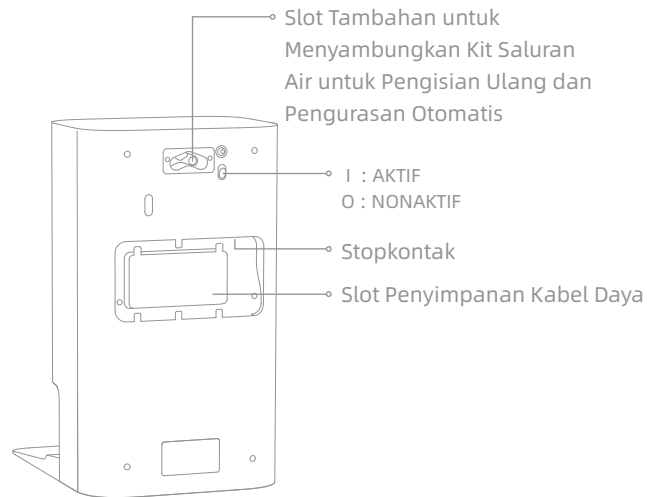 Slot Tambahan untuk
Menyambungkan Kit Saluran
Air untuk Pengisian Ulang dan
Pengurasan Otomatis
I : AKTIF
O : NONAKTIF
Stopkontak
Slot Penyimpanan Kabel Daya